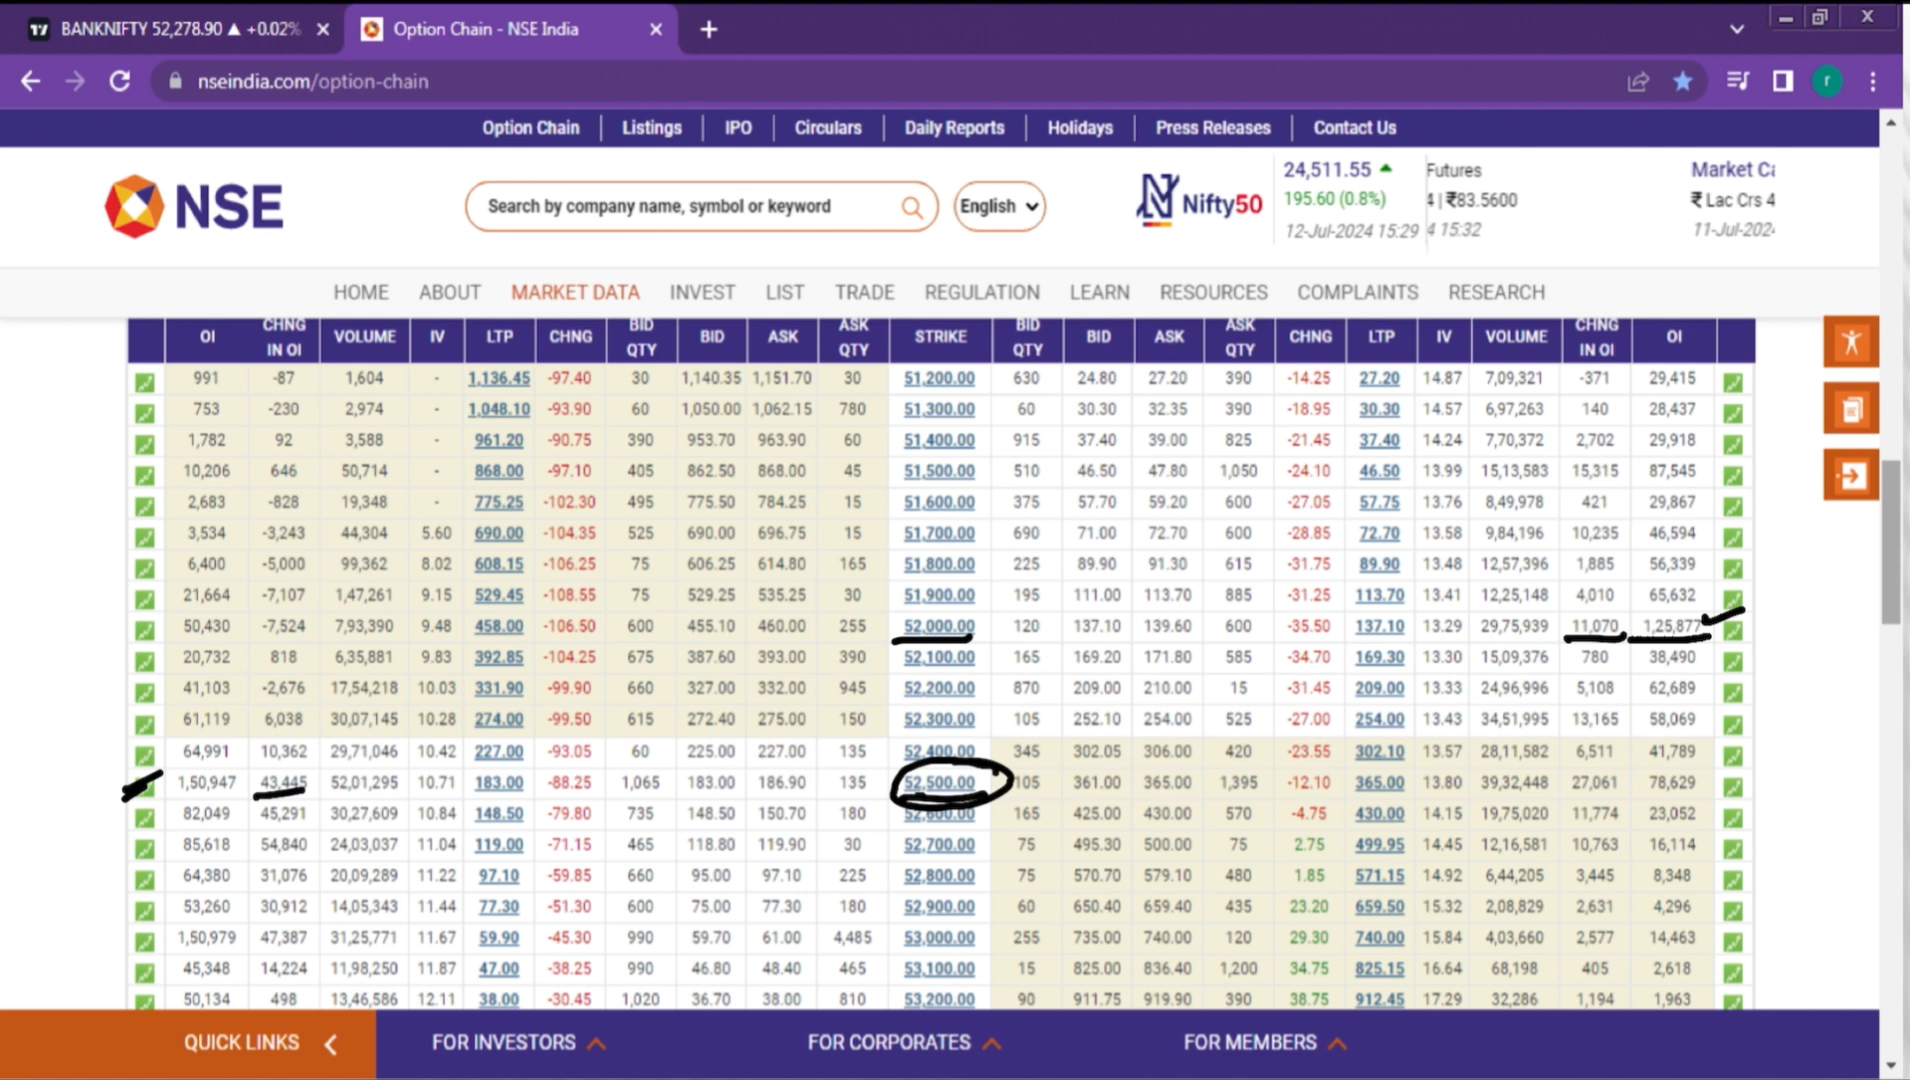 BANKNIFTY 52,278.90 ▲ +0.02%
Option Chain - NSE India
nseindia.com/option-chain
r
Option Chain | Listings | IPO | Circulars | Daily Reports | Holidays | Press Releases | Contact Us
NSE
Search by company name, symbol or keyword
English
Nifty50
24,511.55
195.60 (0.8%)
12-Jul-2024 15:29
Futures
4 | ₹83.5600
4 15:32
Market Ca
₹ Lac Crs 4
11-Jul-2024
HOME ABOUT MARKET DATA INVEST LIST TRADE REGULATION LEARN RESOURCES COMPLAINTS RESEARCH
OI CHNG IN OI VOLUME IV LTP CHNG BID QTY BID ASK ASK QTY STRIKE BID QTY BID ASK ASK QTY CHNG LTP IV VOLUME CHNG IN OI OI
991 -87 1,604 - 1,136.45 -97.40 30 1,140.35 1,151.70 30 51,200.00 630 24.80 27.20 390 -14.25 27.20 14.87 7,09,321 -371 29,415
753 -230 2,974 - 1,048.10 -93.90 60 1,050.00 1,062.15 780 51,300.00 60 30.30 32.35 390 -18.95 30.30 14.57 6,97,263 140 28,437
1,782 92 3,588 - 961.20 -90.75 390 953.70 963.90 60 51,400.00 915 37.40 39.00 825 -21.45 37.40 14.24 7,70,372 2,702 29,918
10,206 646 50,714 - 868.00 -97.10 405 862.50 868.00 45 51,500.00 510 46.50 47.80 1,050 -24.10 46.50 13.99 15,13,583 15,315 87,545
2,683 -828 19,348 - 775.25 -102.30 495 775.50 784.25 15 51,600.00 375 57.70 59.20 600 -27.05 57.75 13.76 8,49,978 421 29,867
3,534 -3,243 44,304 5.60 690.00 -104.35 525 690.00 696.75 15 51,700.00 690 71.00 72.70 600 -28.85 72.70 13.58 9,84,196 10,235 46,594
6,400 -5,000 99,362 8.02 608.15 -106.25 75 606.25 614.80 165 51,800.00 225 89.90 91.30 615 -31.75 89.90 13.48 12,57,396 1,885 56,339
21,664 -7,107 1,47,261 9.15 529.45 -108.55 75 529.25 535.25 30 51,900.00 195 111.00 113.70 885 -31.25 113.70 13.41 12,25,148 4,010 65,632
50,430 -7,524 7,93,390 9.48 458.00 -106.50 600 455.10 460.00 255 52,000.00 120 137.10 139.60 600 -35.50 137.10 13.29 29,75,939 11,070 1,25,877
20,732 818 6,35,881 9.83 392.85 -104.25 675 387.60 393.00 390 52,100.00 165 169.20 171.80 585 -34.70 169.30 13.30 15,09,376 780 38,490
41,103 -2,676 17,54,218 10.03 331.90 -99.90 660 327.00 332.00 945 52,200.00 870 209.00 210.00 15 -31.45 209.00 13.33 24,96,996 5,108 62,689
61,119 6,038 30,07,145 10.28 274.00 -99.50 615 272.40 275.00 150 52,300.00 105 252.10 254.00 525 -27.00 254.00 13.43 34,51,995 13,165 58,069
64,991 10,362 29,71,046 10.42 227.00 -93.05 60 225.00 227.00 135 52,400.00 345 302.05 306.00 420 -23.55 302.10 13.57 28,11,582 6,511 41,789
1,50,947 43,445 52,01,295 10.71 183.00 -88.25 1,065 183.00 186.90 135 52,500.00 105 361.00 365.00 1,395 -12.10 365.00 13.80 39,32,448 27,061 78,629
82,049 45,291 30,27,609 10.84 148.50 -79.80 735 148.50 150.70 180 52,600.00 165 425.00 430.00 570 -4.75 430.00 14.15 19,75,020 11,774 23,052
85,618 54,840 24,03,037 11.04 119.00 -71.15 465 118.80 119.90 30 52,700.00 75 495.30 500.00 75 2.75 499.95 14.45 12,16,581 10,763 16,114
64,380 31,076 20,09,289 11.22 97.10 -59.85 660 95.00 97.10 225 52,800.00 75 570.70 579.10 480 1.85 571.15 14.92 6,44,205 3,445 8,348
53,260 30,912 14,05,343 11.44 77.30 -51.30 600 75.00 77.30 180 52,900.00 60 650.40 659.40 435 23.20 659.50 15.32 2,08,829 2,631 4,296
1,50,979 47,387 31,25,771 11.67 59.90 -45.30 990 59.70 61.00 4,485 53,000.00 255 735.00 740.00 120 29.30 740.00 15.84 4,03,660 2,577 14,463
45,348 14,224 11,98,250 11.87 47.00 -38.25 990 46.80 48.40 465 53,100.00 15 825.00 836.40 1,200 34.75 825.15 16.64 68,198 405 2,618
50,134 498 13,46,586 12.11 38.00 -30.45 1,020 36.70 38.00 810 53,200.00 90 911.75 919.90 390 38.75 912.45 17.29 32,286 1,194 1,963
QUICK LINKS FOR INVESTORS FOR CORPORATES FOR MEMBERS